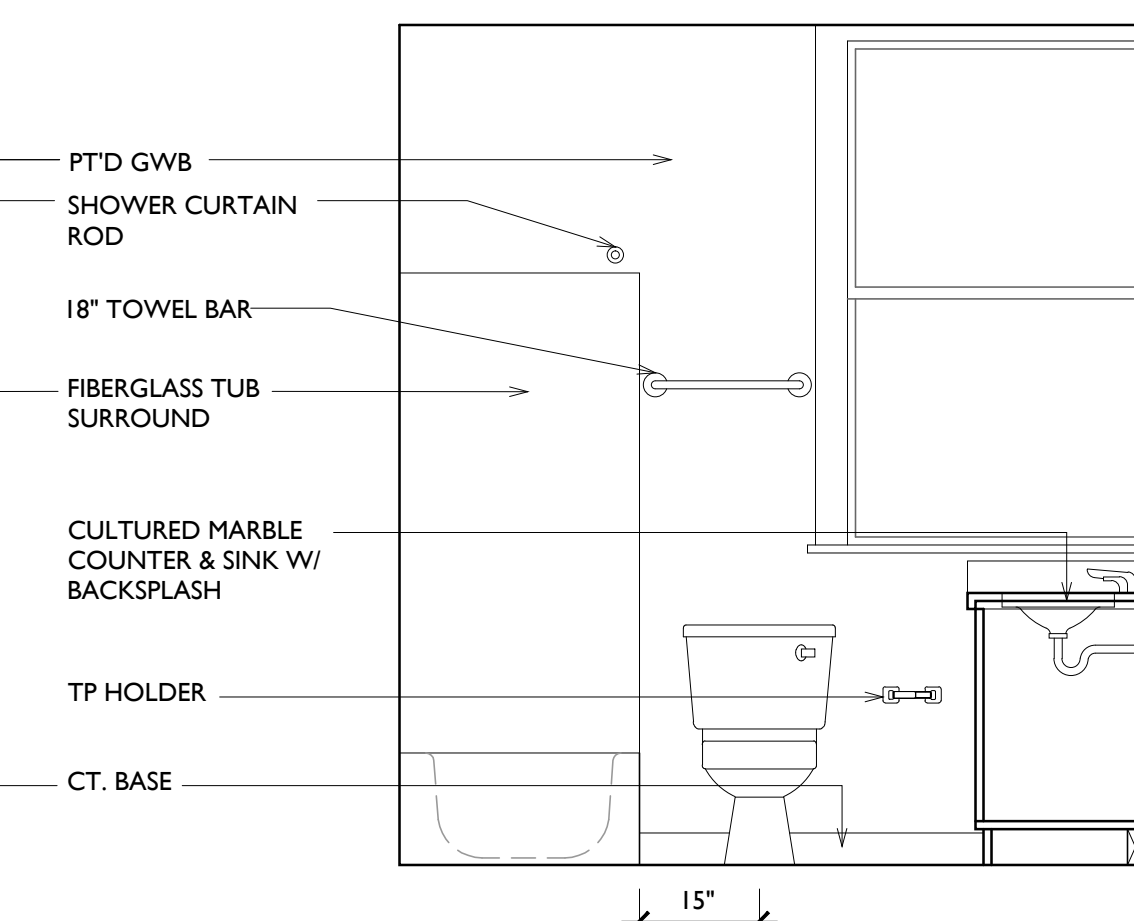 PT'D GWB
SHOWER CURTAIN
ROD
18" TOWEL BAR
FIBERGLASS TUB
SURROUND
CULTURED MARBLE
COUNTER & SINK W/
BACKSPLASH
TP HOLDER
CT. BASE
15"